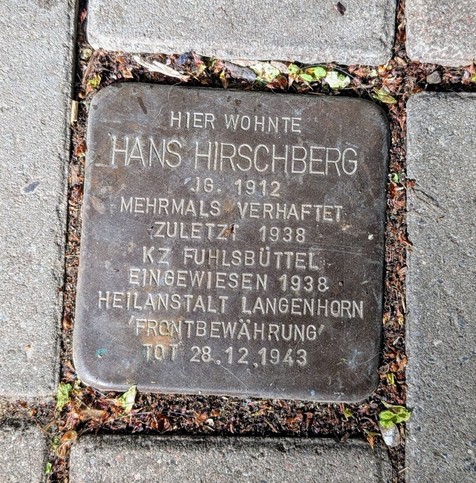 HIER WOHNTE
HANS HIRSCHBERG
JG. 1912
MEHRMALS VERHAFTET
ZULETZT 1938
KZ FUHLSBÜTTEL
EINGEWIESEN 1938
HEILANSTALT LANGENHORN
'FRONTBEWÄHRUNG'
TOT 28.12.1943